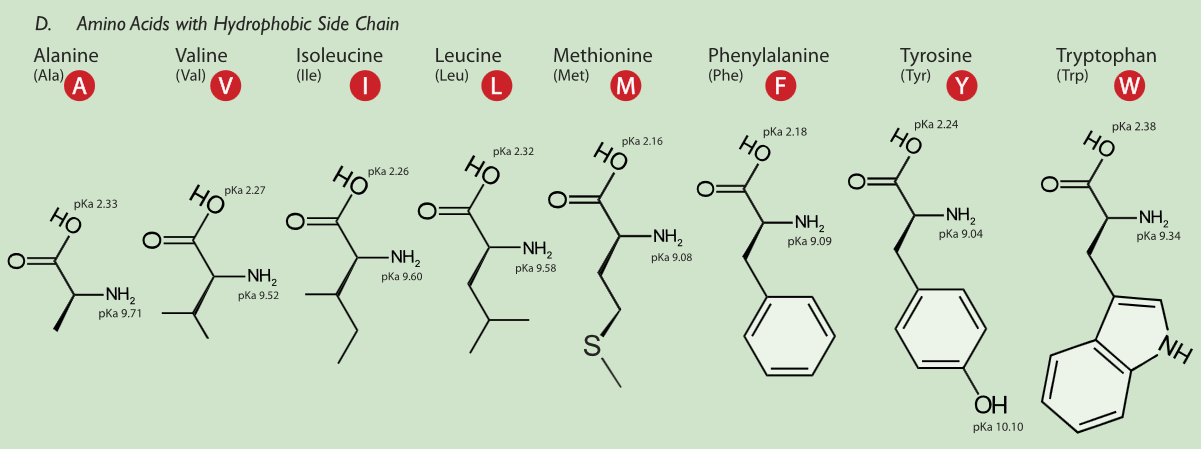 D. Amino Acids with Hydrophobic Side Chain
Alanine
(Ala)
A
HO
pKa 2.33
O
NH2
pKa 9.71
Valine
(Val)
V
HO
pKa 2.27
O
NH2
pKa 9.52
Isoleucine
(Ile)
I
HO
pKa 2.26
O
NH2
pKa 9.60
Leucine
(Leu)
L
HO
pKa 2.32
O
NH2
pKa 9.58
Methionine
(Met)
M
HO
pKa 2.16
O
NH2
pKa 9.08
S
Phenylalanine
(Phe)
F
HO
pKa 2.18
O
NH2
pKa 9.09
Tyrosine
(Tyr)
Y
HO
pKa 2.24
O
NH2
pKa 9.04
OH
pKa 10.10
Tryptophan
(Trp)
W
HO
pKa 2.38
O
NH2
pKa 9.34
NH